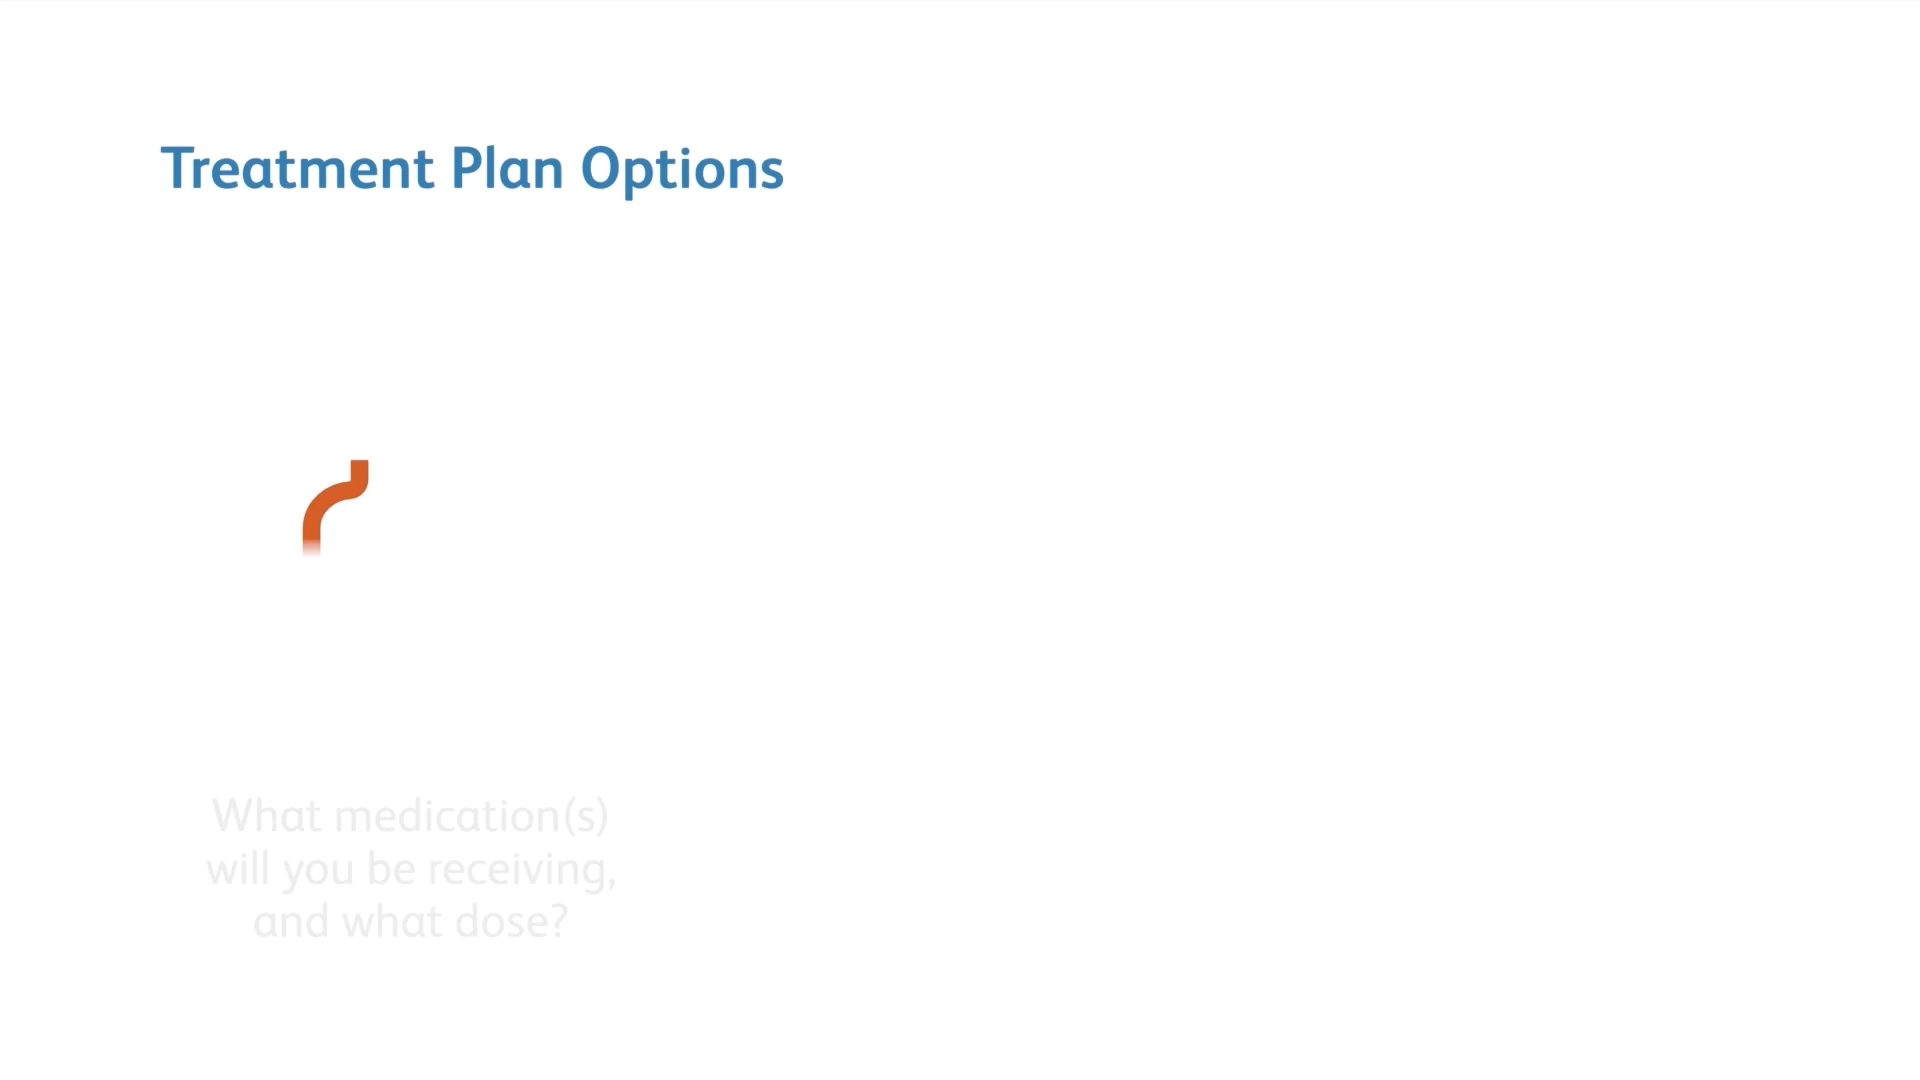 Treatment Plan Options
What medication(s)
will you be receiving,
and what dose?